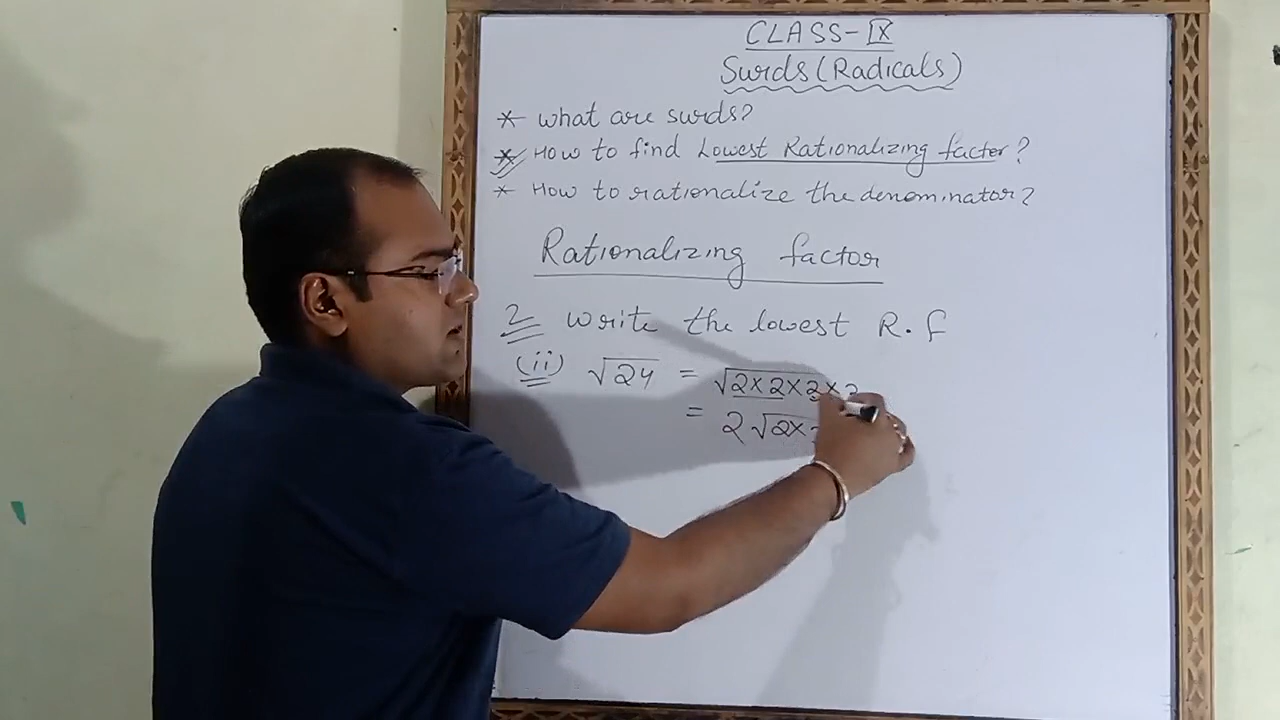 CLASS-IX
Surds (Radicals)
* What are surds?
* How to find Lowest Rationalizing factor?
* How to rationalize the denominator?
Rationalizing factor
2 Write the lowest R.f
(ii) √24 = √2×2×2×
= 2√2×